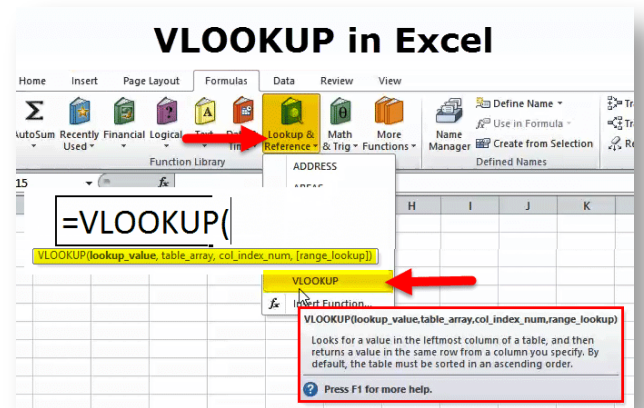 VLOOKUP in Excel
Home Insert Page Layout Formulas Data Review View
AutoSum Recently Used Financial Logical Text Lookup & Reference Math & Trig More Functions Name Manager
Define Name
Use in Formula
Create from Selection
Function Library Defined Names
ADDRESS
15 fx
=VLOOKUP(
H I J K
VLOOKUP(lookup_value, table_array, col_index_num, [range_lookup])
VLOOKUP
fx Insert Function...
VLOOKUP(lookup_value,table_array,col_index_num,range_lookup)
Looks for a value in the leftmost column of a table, and then
returns a value in the same row from a column you specify. By
default, the table must be sorted in an ascending order.
Press F1 for more help.